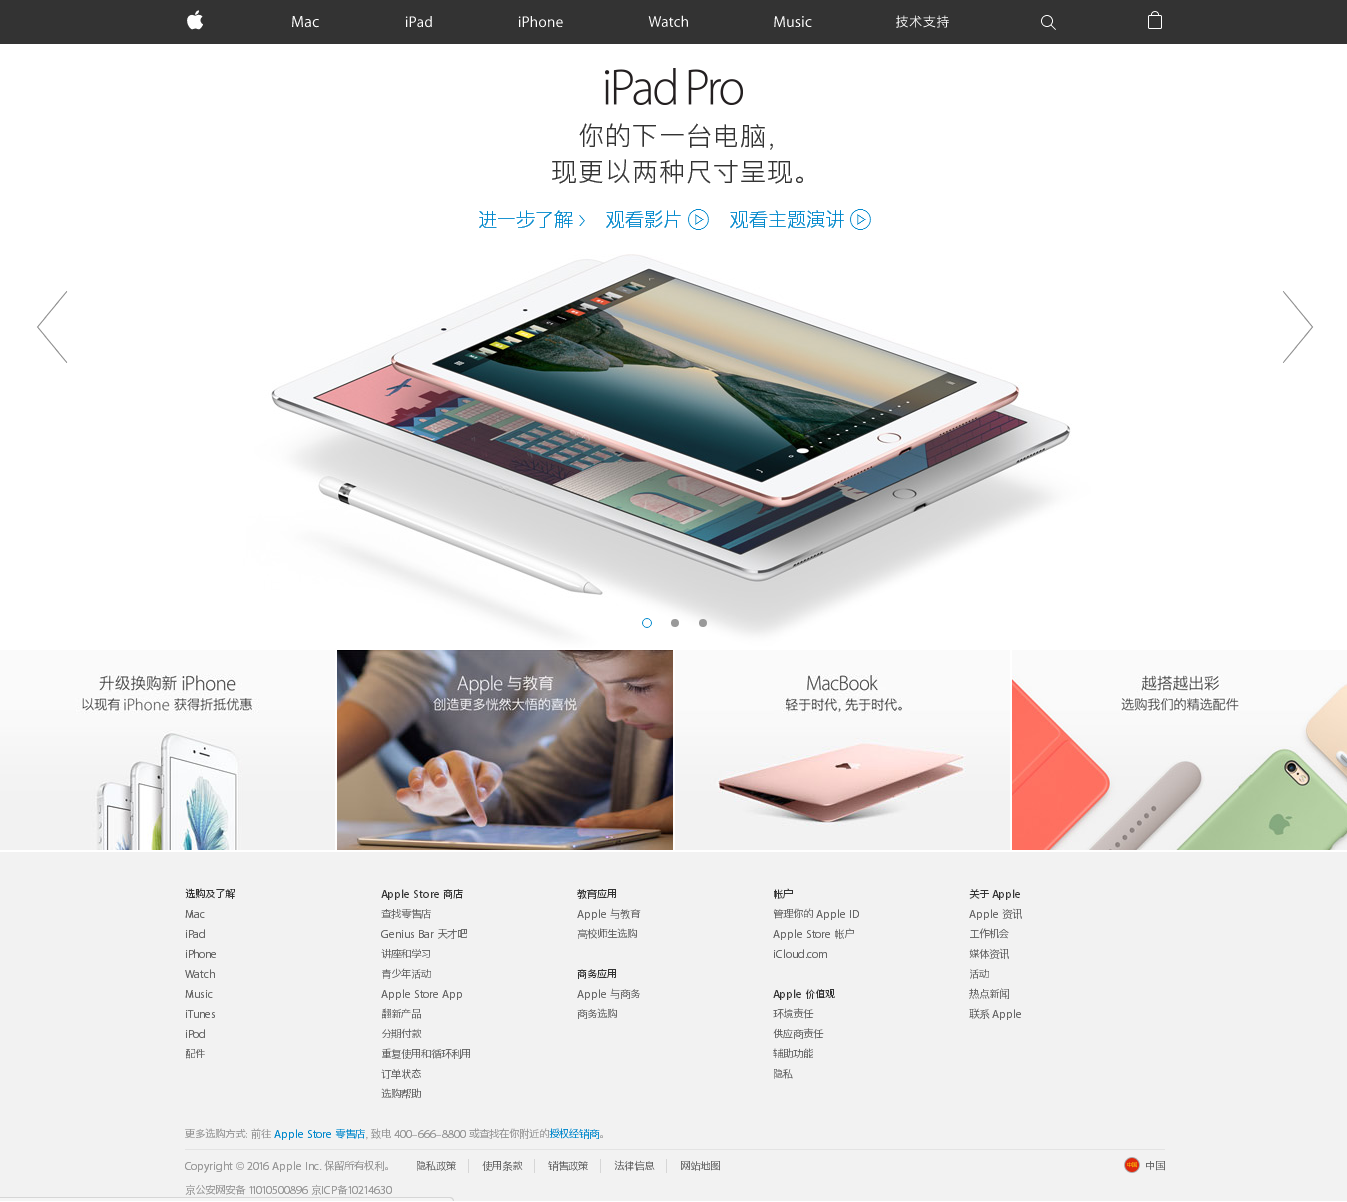 Mac iPad iPhone Watch Music 技术支持
iPad Pro
你的下一台电脑，
现更以两种尺寸呈现。
进一步了解 观看影片 观看主题演讲
升级换购新 iPhone
以现有 iPhone 获得折抵优惠
Apple 与教育
创造更多恍然大悟的喜悦
MacBook
轻于时代，先于时代。
越搭越出彩
选购我们的精选配件
选购及了解
Mac
iPad
iPhone
Watch
Music
iTunes
iPod
配件
Apple Store 商店
查找零售店
Genius Bar 天才吧
讲座和学习
青少年活动
Apple Store App
翻新产品
分期付款
重复使用和循环利用
订单状态
选购帮助
教育应用
Apple 与教育
高校师生选购
商务应用
Apple 与商务
商务选购
帐户
管理你的 Apple ID
Apple Store 帐户
iCloud.com
Apple 价值观
环境责任
供应商责任
辅助功能
隐私
关于 Apple
Apple 资讯
工作机会
媒体资讯
活动
热点新闻
联系 Apple
更多选购方式: 前往 Apple Store 零售店, 致电 400-666-8800 或查找在你附近的授权经销商。
Copyright © 2016 Apple Inc. 保留所有权利。 隐私政策 使用条款 销售政策 法律信息 网站地图 中国
京公安网安备 11010500896 京ICP备10214630